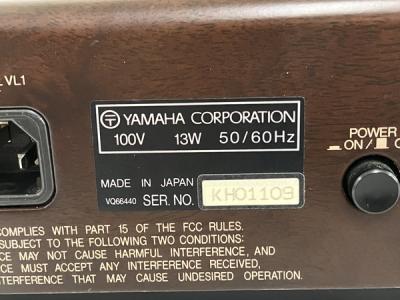 VL1
YAMAHA CORPORATION
100V 13W 50/60Hz
MADE IN JAPAN
VQ66440 SER. NO. KH01109
POWER
ON/ O
COMPLIES WITH PART 15 OF THE FCC RULES.
SUBJECT TO THE FOLLOWING TWO CONDITIONS:
MAY NOT CAUSE HARMFUL INTERFERENCE, AND
MUST ACCEPT ANY INTERFERENCE RECEIVED,
INTERFERENCE THAT MAY CAUSE UNDESIRED OPERATION.